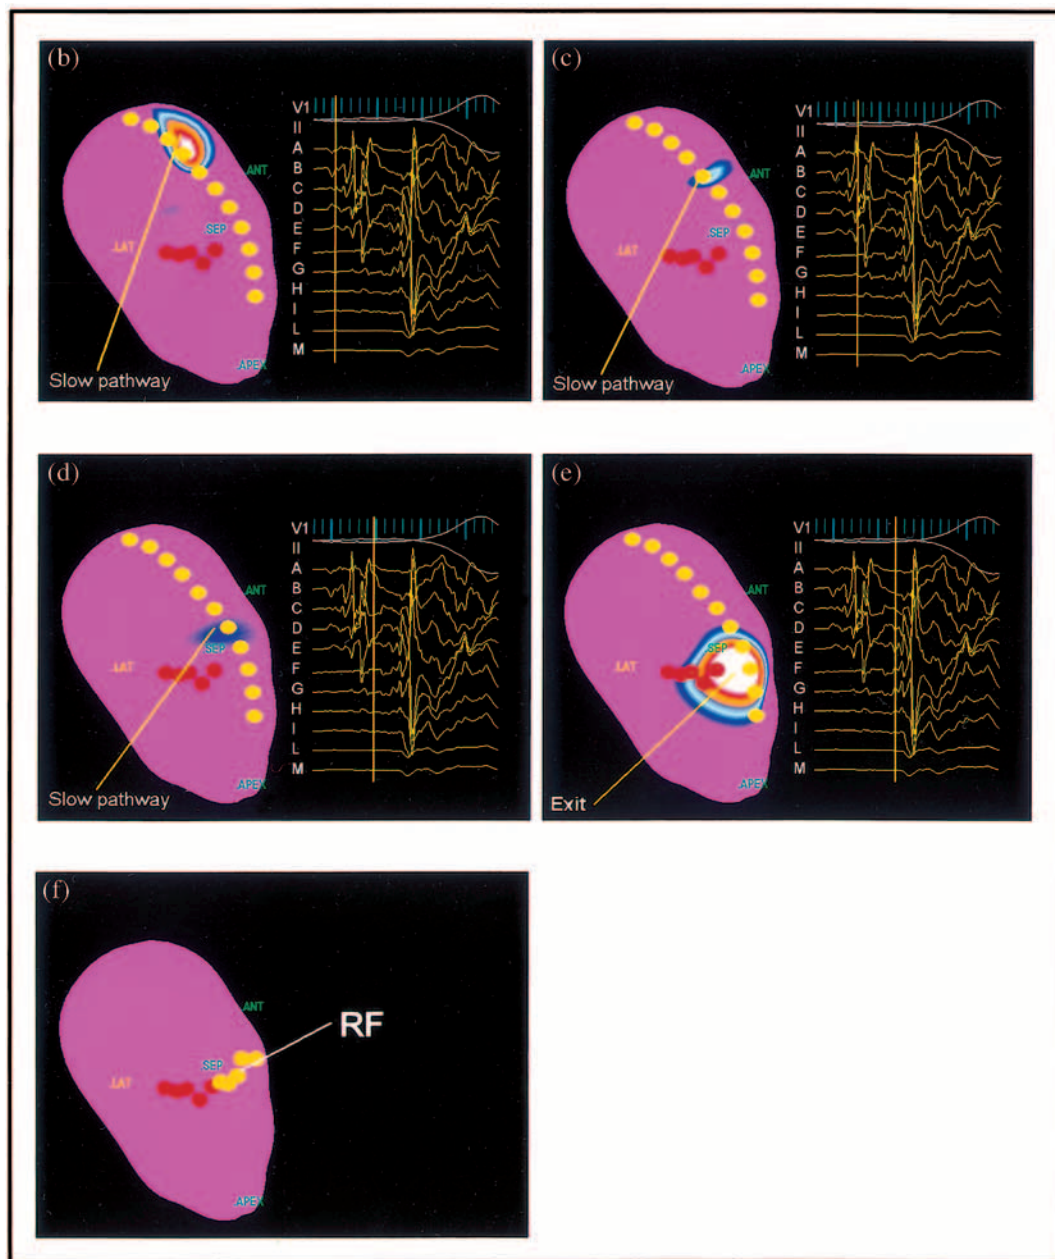 (b)
V1
II
A
B
C
D
E
F
G
H
I
L
M
ANT
.SEP
.LAT
.APEX
Slow pathway
(c)
V1
II
A
B
C
D
E
F
G
H
I
L
M
ANT
.SEP
.LAT
.APEX
Slow pathway
(d)
V1
II
A
B
C
D
E
F
G
H
I
L
M
.ANT
SEP
.LAT
.APEX
Slow pathway
(e)
V1
II
A
B
C
D
E
F
G
H
I
L
M
.ANT
.SEP
.LAT
.APEX
Exit
(f)
.ANT
RF
.SEP
.LAT
.APEX